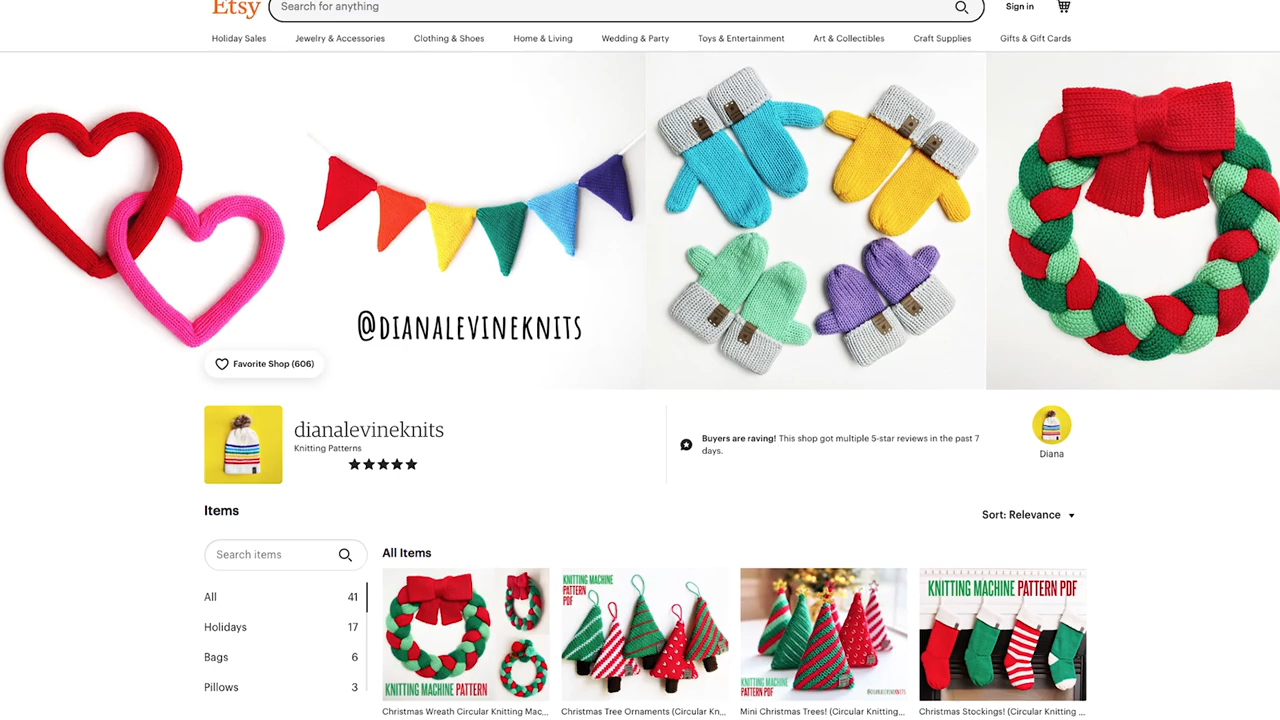 Etsy
Search for anything
Sign in
Holiday Sales
Jewelry & Accessories
Clothing & Shoes
Home & Living
Wedding & Party
Toys & Entertainment
Art & Collectibles
Craft Supplies
Gifts & Gift Cards
@DIANALEVINEKNITS
Favorite Shop (606)
dianalevineknits
Knitting Patterns
Buyers are raving! This shop got multiple 5-star reviews in the past 7
days.
Diana
Items
Sort: Relevance
Search items
All Items
All 41
Holidays 17
Bags 6
Pillows 3
KNITTING MACHINE PATTERN
KNITTING MACHINE
PATTERN
PDF
KNITTING MACHINE
PATTERN PDF
@DIANALEVINEKNITS
KNITTING MACHINE PATTERN PDF
Christmas Wreath Circular Knitting Mac...
Christmas Tree Ornaments (Circular Kn...
Mini Christmas Trees! (Circular Knitting...
Christmas Stockings! (Circular Knitting ...